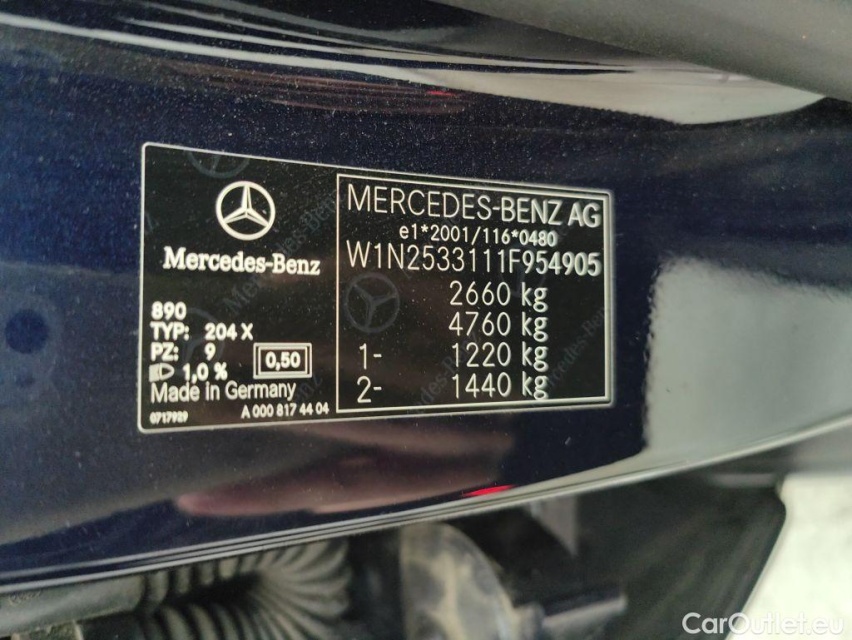 Mercedes-Benz
890
TYP: 204 X
PZ: 9
1,0 %
0,50
Made in Germany
0717929
A 000 817 44 04
MERCEDES-BENZ AG
e1*2001/116*0480
W1N2533111F954905
2660 kg
4760 kg
1- 1220 kg
2- 1440 kg
CarOutlet.eu